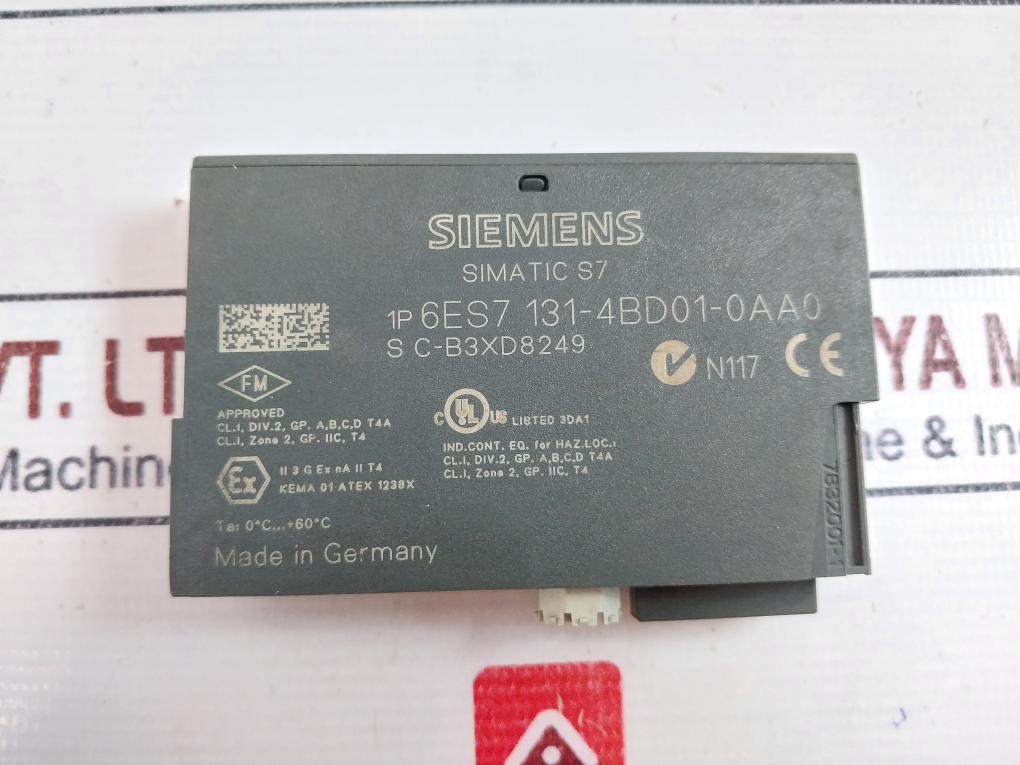 SIEMENS
SIMATIC S7
1P 6ES7 131-4BD01-0AA0
S C-B3XD8249
N117 CE
FM
APPROVED
CL.I, DIV.2, GP. A,B,C,D T4A
CL.I, Zone 2, GP. IIC, T4
c UL US LISTED 3DA1
IND.CONT. EQ. for HAZ.LOC.:
CL.I, DIV.2, GP. A,B,C,D T4A
CL.I, Zone 2, GP. IIC, T4
Ex
II 3 G Ex nA II T4
KEMA 01 ATEX 1238X
Ta: 0°C...+60°C
Made in Germany
VT. LT
YA M
Machin
e & In